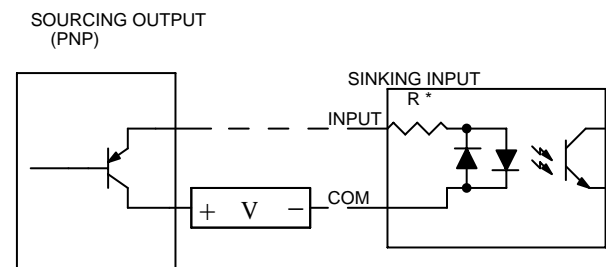 SOURCING OUTPUT
(PNP)
SINKING INPUT
R *
INPUT
COM
+ V −